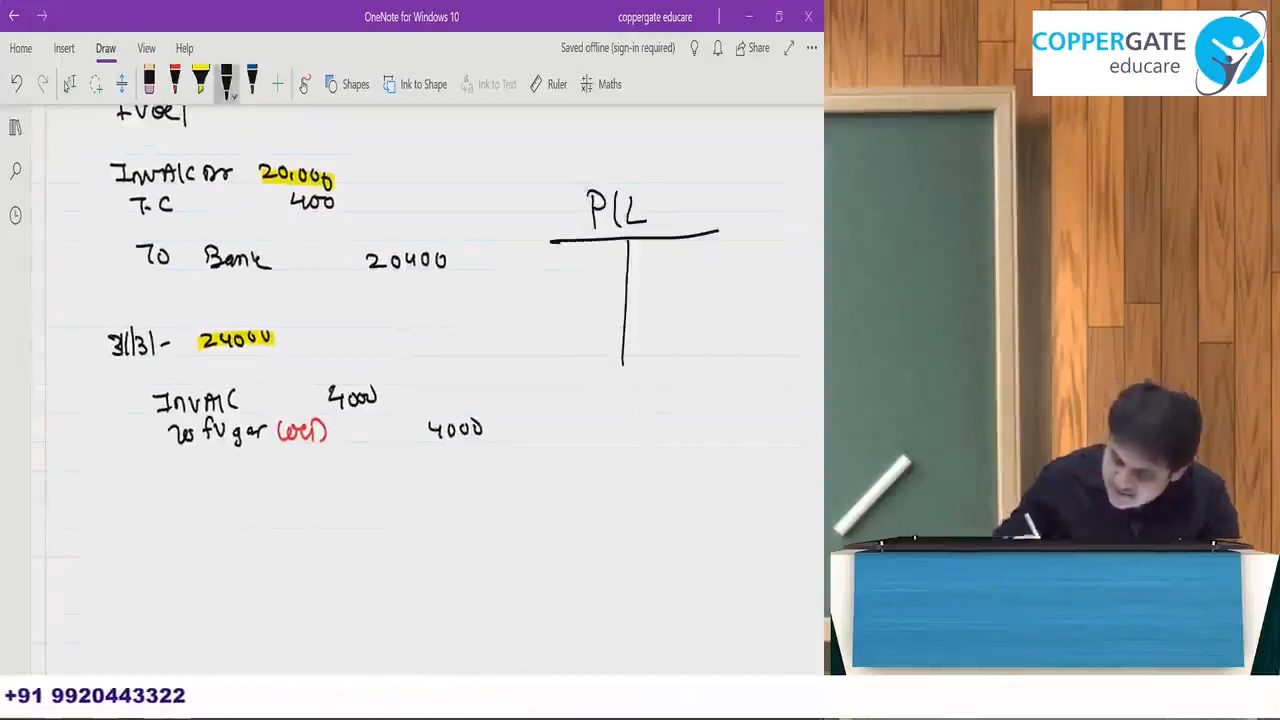 OneNote for Windows 10
coppergate educare
Home Insert Draw View Help
Saved offline (sign-in required)
Share
Shapes
Ink to Shape
Ink to Text
Ruler
Maths
COPPERGATE
educare
FVOCI
INVAIC Dr 20,000
T.C 400
To Bank 20400
P/L
31/3/- 24000
INVAIC 4000
To FV gar (OCI) 4000
+91 9920443322